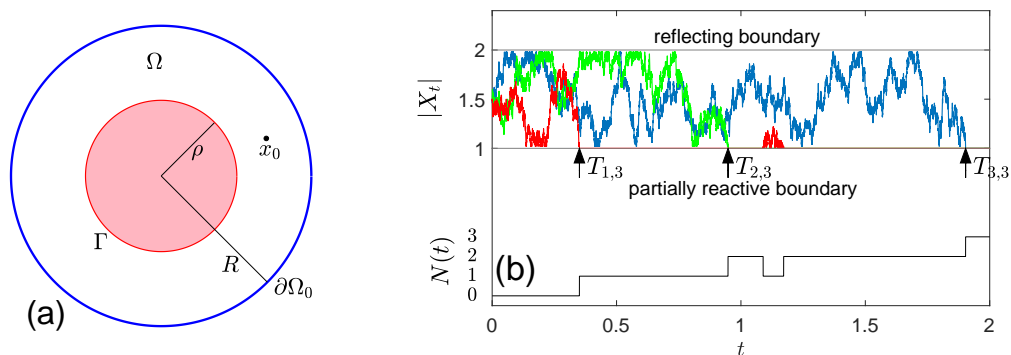 Ω
ρ
x₀
Γ
R
∂Ω₀
(a)
reflecting boundary
2
1.5
1
|X_t|
T_{1,3}
T_{2,3}
T_{3,3}
partially reactive boundary
3
2
1
0
N(t)
(b)
0
0.5
1
1.5
2
t